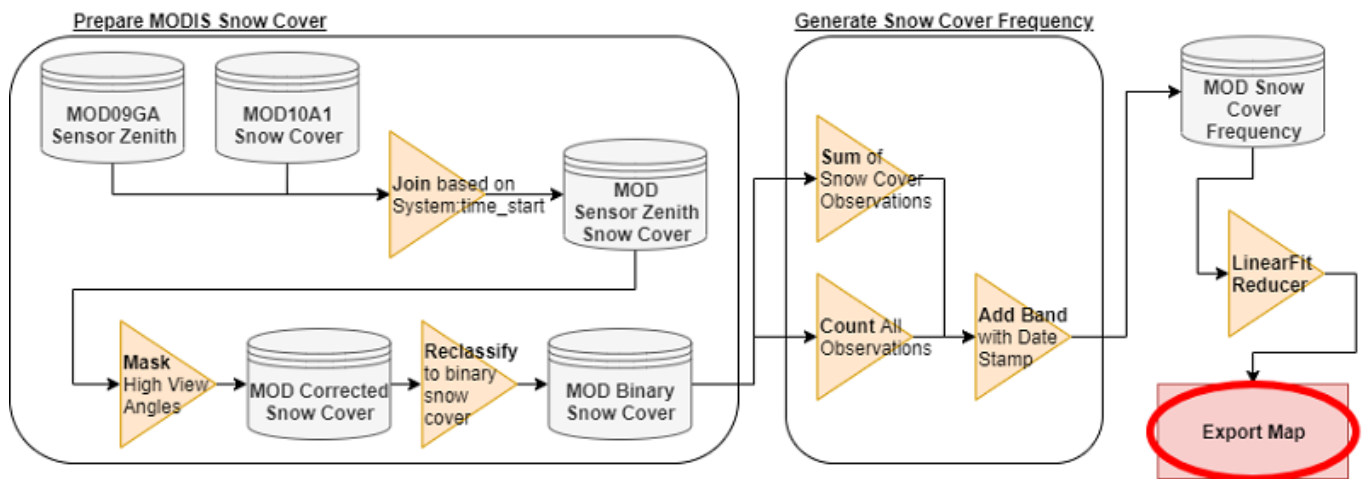 Prepare MODIS Snow Cover
MOD09GA
Sensor Zenith
MOD10A1
Snow Cover
Join based on
System:time_start
MOD
Sensor Zenith
Snow Cover
Mask
High View
Angles
MOD Corrected
Snow Cover
Reclassify
to binary
snow
cover
MOD Binary
Snow Cover
Generate Snow Cover Frequency
Sum of
Snow Cover
Observations
Count All
Observations
Add Band
with Date
Stamp
MOD Snow
Cover
Frequency
LinearFit
Reducer
Export Map